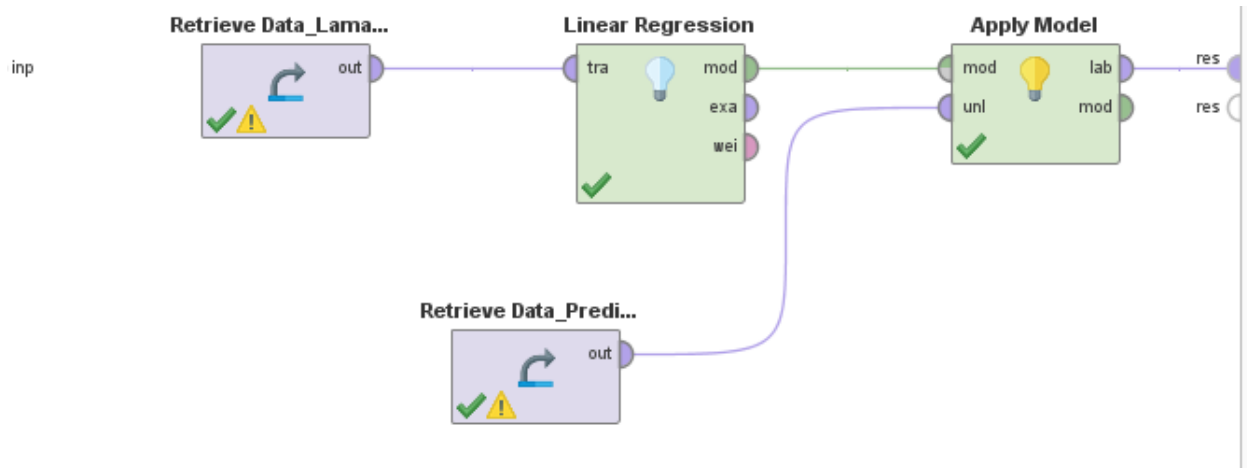 Retrieve Data_Lama...
Linear Regression
Apply Model
inp
out
tra
mod
exa
wei
mod
lab
unl
mod
res
res
Retrieve Data_Predi...
out